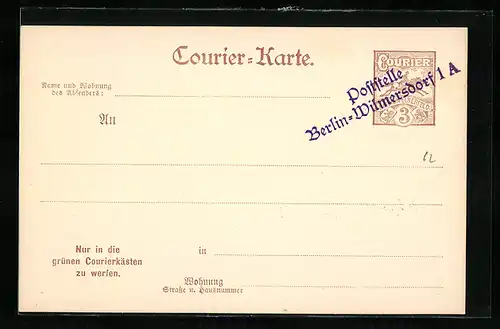 Courier=Karte.
Name und Wohnung
des Absenders:
An
COURIER
3
Poststelle
Berlin=Wilmersdorf 1 A
12
Nur in die
grünen Courierkästen
zu werfen.
in
Wohnung
Straße u. Hausnummer